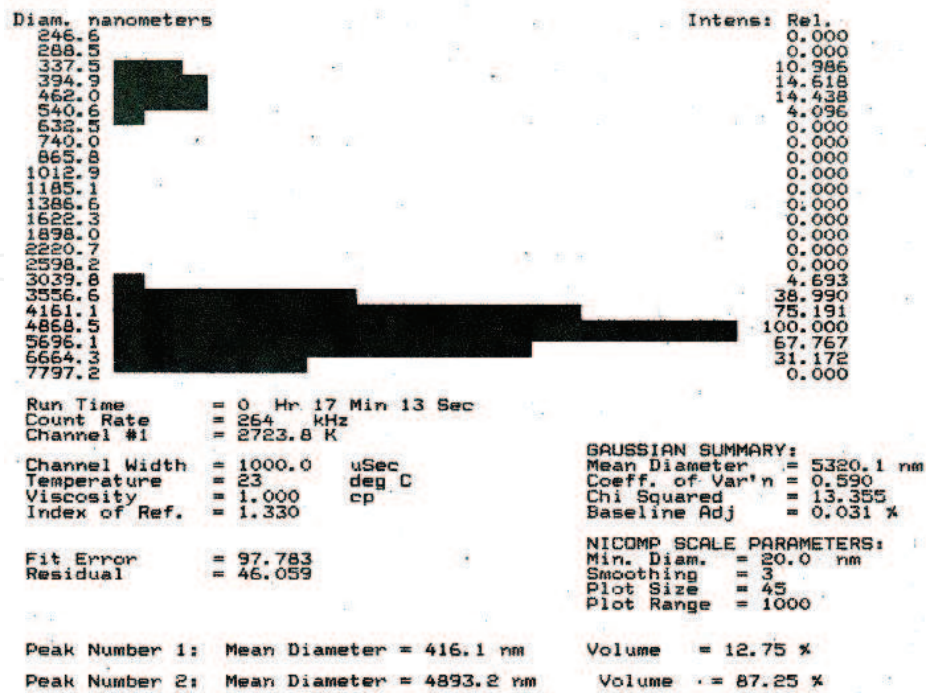 Diam. nanometers Intens: Rel.
246.6 0.000
288.5 0.000
337.5 10.986
394.9 14.618
462.0 14.438
540.6 4.096
632.5 0.000
740.0 0.000
865.8 0.000
1012.9 0.000
1185.1 0.000
1386.6 0.000
1622.3 0.000
1898.0 0.000
2220.7 0.000
2598.2 0.000
3039.8 4.693
3556.6 38.990
4161.1 75.191
4868.5 100.000
5696.1 67.767
6664.3 31.172
7797.2 0.000
Run Time = 0 Hr 17 Min 13 Sec
Count Rate = 264 kHz
Channel #1 = 2723.8 K
GAUSSIAN SUMMARY:
Channel Width = 1000.0 uSec Mean Diameter = 5320.1 nm
Temperature = 23 deg C Coeff. of Var'n = 0.590
Viscosity = 1.000 cp Chi Squared = 13.355
Index of Ref. = 1.330 Baseline Adj = 0.031 %
NICOMP SCALE PARAMETERS:
Fit Error = 97.783 Min. Diam. = 20.0 nm
Residual = 46.059 Smoothing = 3
Plot Size = 45
Plot Range = 1000
Peak Number 1: Mean Diameter = 416.1 nm Volume = 12.75 %
Peak Number 2: Mean Diameter = 4893.2 nm Volume = 87.25 %